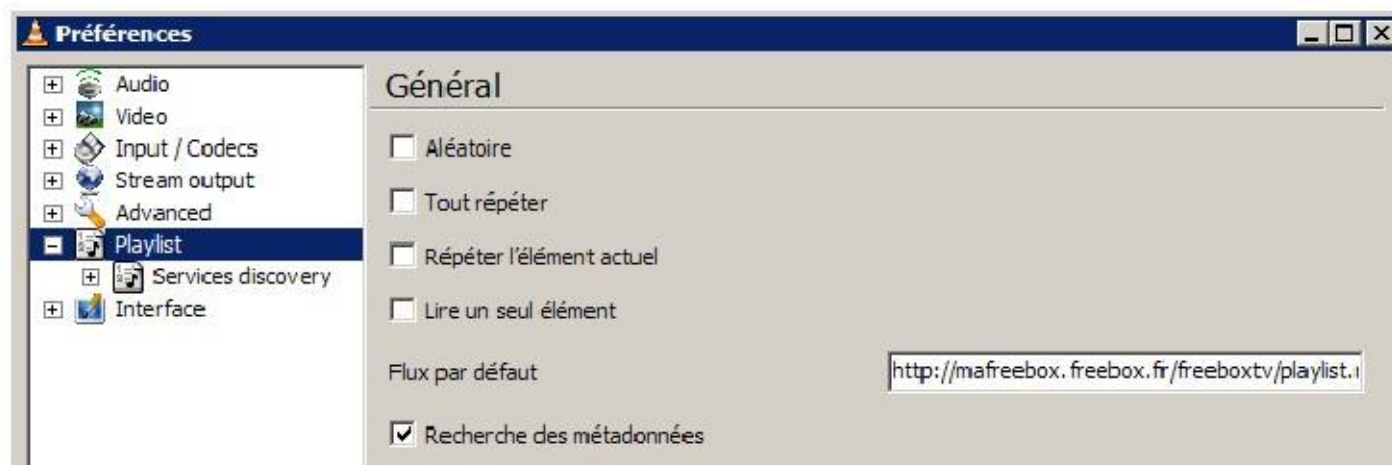 Préférences
Audio
Video
Input / Codecs
Stream output
Advanced
Playlist
Services discovery
Interface
Général
Aléatoire
Tout répéter
Répéter l'élément actuel
Lire un seul élément
Flux par défaut
http://mafreebox.freebox.fr/freeboxtv/playlist.
Recherche des métadonnées